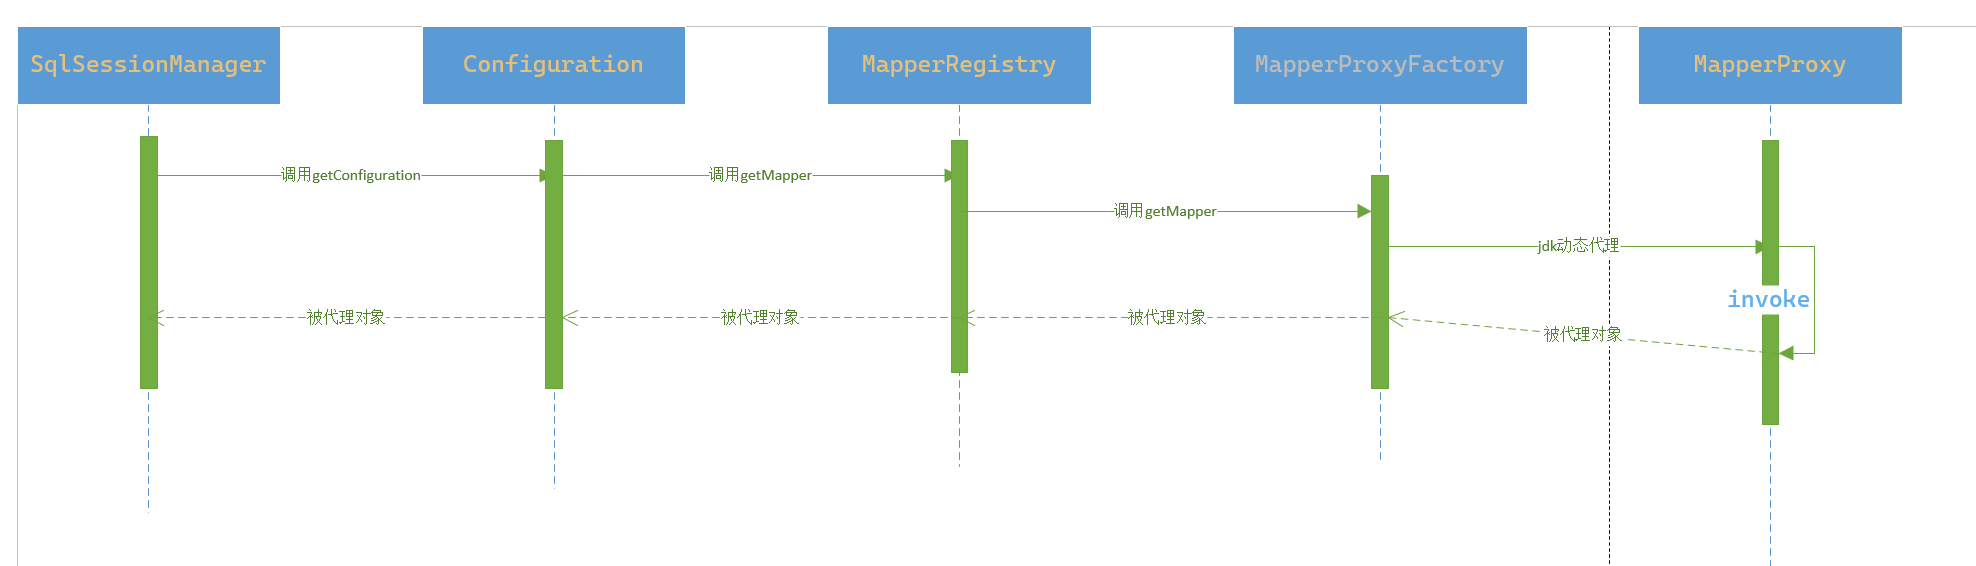 SqlSessionManager
Configuration
MapperRegistry
MapperProxyFactory
MapperProxy
调用getConfiguration
调用getMapper
调用getMapper
jdk动态代理
invoke
被代理对象
被代理对象
被代理对象
被代理对象